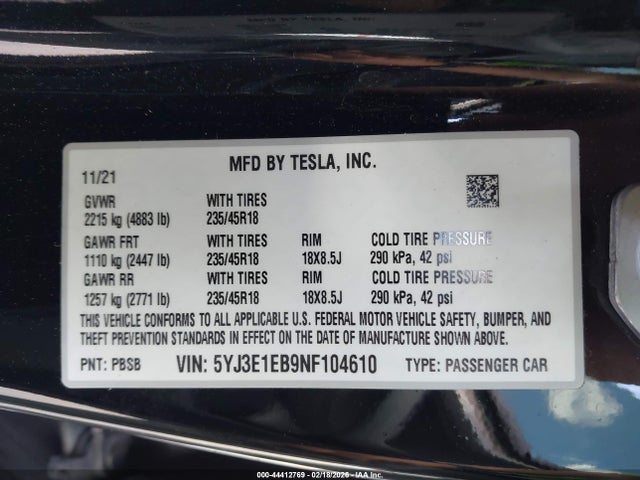 MFD BY TESLA, INC.
11/21
GVWR WITH TIRES
2215 kg (4883 lb) 235/45R18
GAWR FRT WITH TIRES RIM COLD TIRE PRESSURE
1110 kg (2447 lb) 235/45R18 18X8.5J 290 kPa, 42 psi
GAWR RR WITH TIRES RIM COLD TIRE PRESSURE
1257 kg (2771 lb) 235/45R18 18X8.5J 290 kPa, 42 psi
THIS VEHICLE CONFORMS TO ALL APPLICABLE U.S. FEDERAL MOTOR VEHICLE SAFETY, BUMPER, AND
THEFT PREVENTION STANDARDS IN EFFECT ON THE DATE OF MANUFACTURE SHOWN ABOVE.
PNT: PBSB VIN: 5YJ3E1EB9NF104610 TYPE: PASSENGER CAR
000-44412769 - 02/18/2026 - IAA Inc.